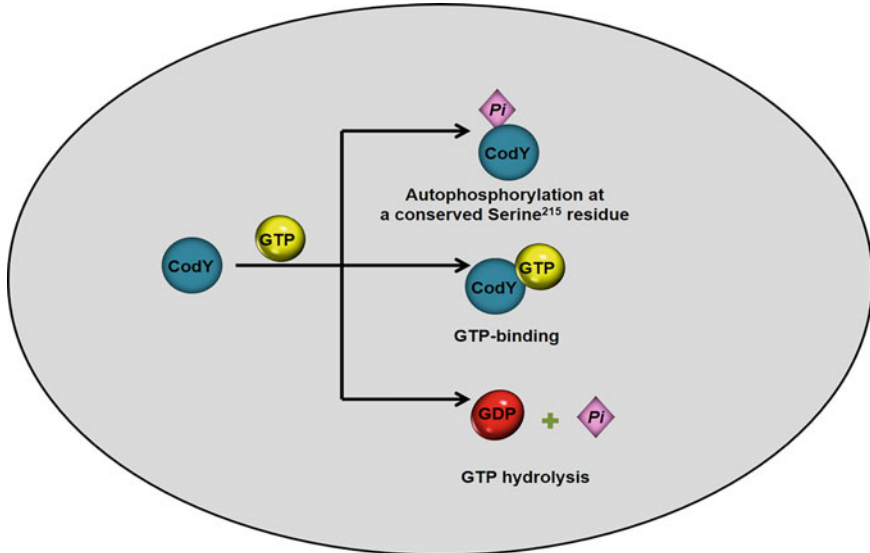 Pi
CodY
Autophosphorylation at
a conserved Serine²¹⁵ residue
GTP
CodY
GTP
CodY
GTP-binding
GDP + Pi
GTP hydrolysis